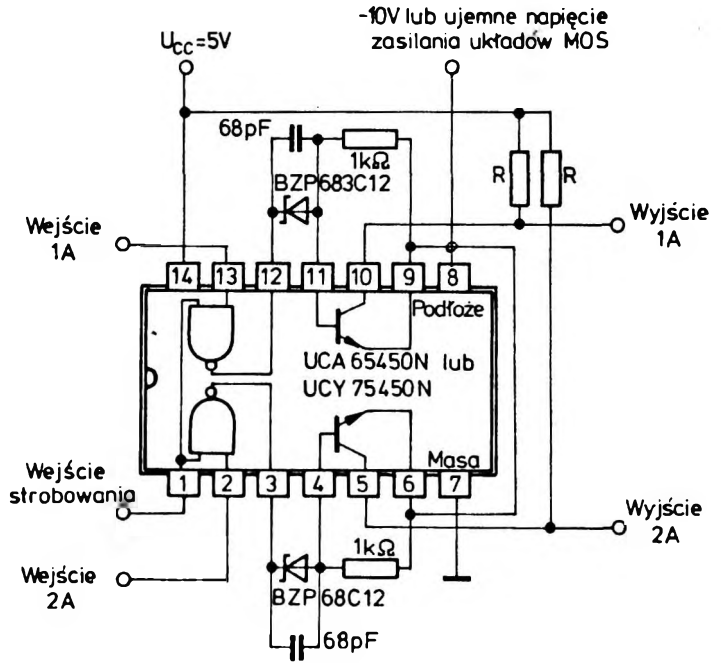 -10V lub ujemne napięcie
zasilania układów MOS
UCC=5V
68pF
1kΩ
BZP683C12
R
R
Wejście
1A
Wyjście
1A
14
13
12
11
10
9
8
Podłoże
UCA 65450N lub
UCY 75450N
Masa
1
2
3
4
5
6
7
Wejście
strobowania
Wyjście
2A
1kΩ
Wejście
2A
BZP68C12
68pF